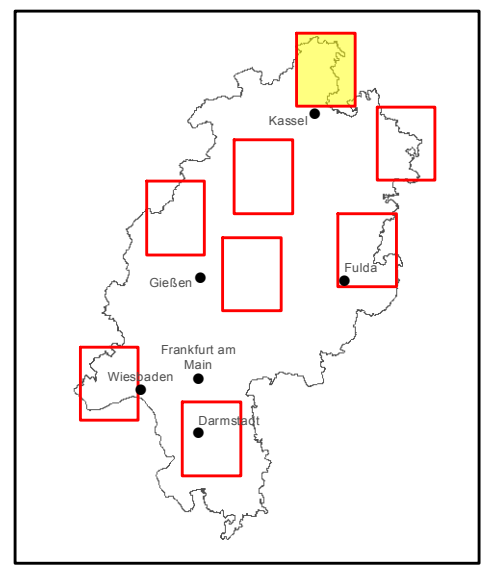 Kassel
Fulda
Gießen
Frankfurt am
Main
Wiesbaden
Darmstadt